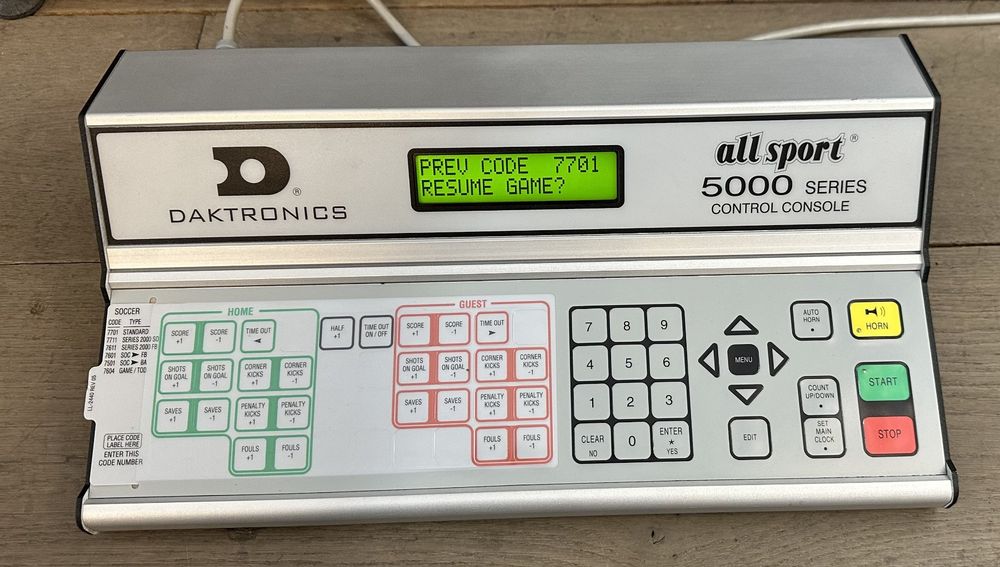 PREV CODE 7701
RESUME GAME?
DAKTRONICS®
all sport®
5000 SERIES
CONTROL CONSOLE
SOCCER
CODE TYPE
7701 STANDARD
7711 SERIES 2000 SO
7611 SERIES 2000 FB
7601 SOC ➤ FB
7501 SOC ➤ BA
7604 GAME / TOD
LL-2440 REV 05
PLACE CODE
LABEL HERE
ENTER THIS
CODE NUMBER
HOME
SCORE
+1
SCORE
-1
TIME OUT
◄
SHOTS
ON GOAL
+1
SHOTS
ON GOAL
-1
CORNER
KICKS
+1
CORNER
KICKS
-1
SAVES
+1
SAVES
-1
PENALTY
KICKS
+1
PENALTY
KICKS
-1
FOULS
+1
FOULS
-1
HALF
+1
TIME OUT
ON / OFF
GUEST
SCORE
+1
SCORE
-1
TIME OUT
➤
SHOTS
ON GOAL
+1
SHOTS
ON GOAL
-1
CORNER
KICKS
+1
CORNER
KICKS
-1
SAVES
+1
SAVES
-1
PENALTY
KICKS
+1
PENALTY
KICKS
-1
FOULS
+1
FOULS
-1
7 8 9
4 5 6
1 2 3
CLEAR
NO
0
ENTER
*
YES
MENU
EDIT
AUTO
HORN
•
HORN
COUNT
UP/DOWN
•
START
SET
MAIN
CLOCK
•
STOP